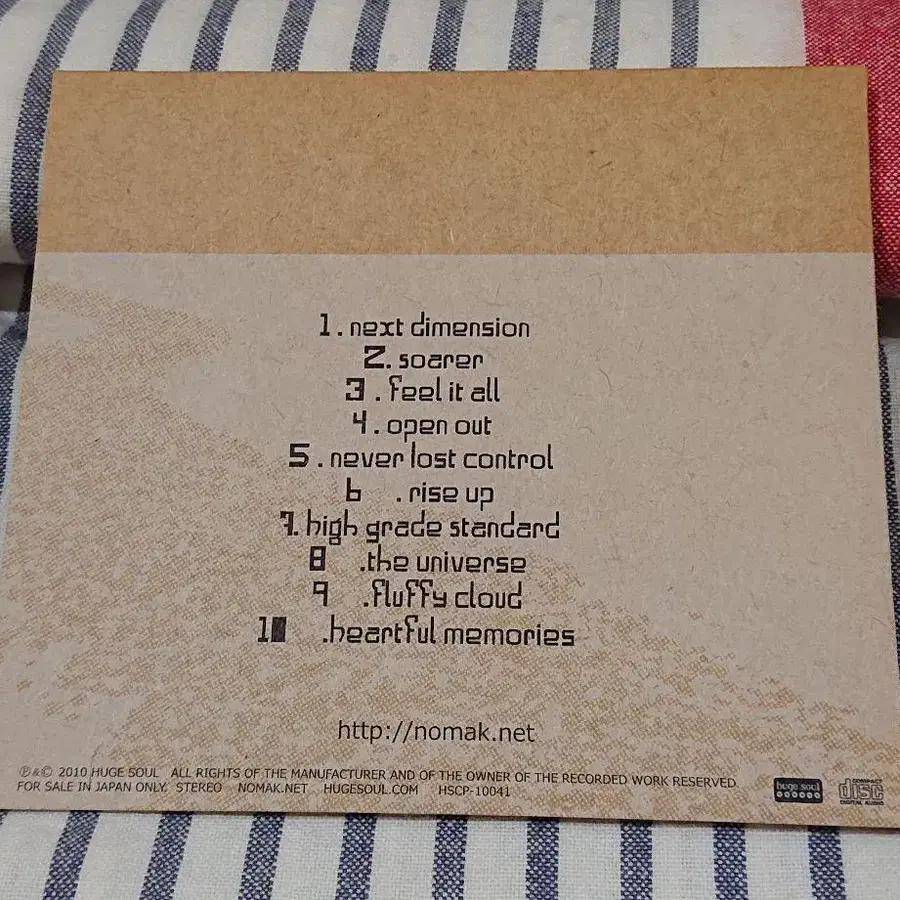 1. next dimension
2. soarer
3. feel it all
4. open out
5. never lost control
6 . rise up
7. high grade standard
8 .the universe
9 .fluffy cloud
10 .heartful memories
http://nomak.net
℗&© 2010 HUGE SOUL ALL RIGHTS OF THE MANUFACTURER AND OF THE OWNER OF THE RECORDED WORK RESERVED
FOR SALE IN JAPAN ONLY. STEREO NOMAK.NET HUGESOUL.COM HSCP-10041
huge soul
COMPACT
disc
DIGITAL AUDIO